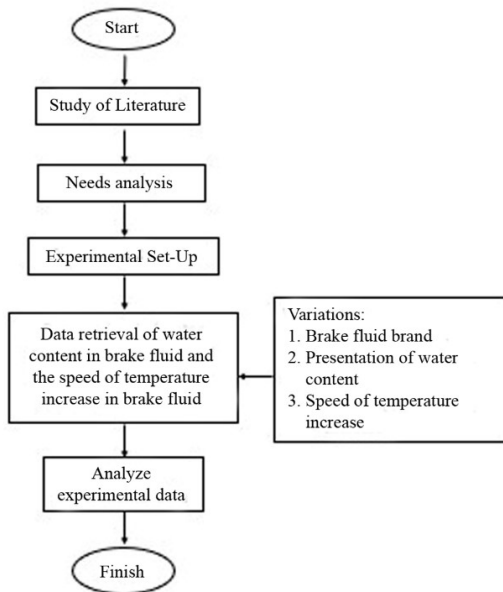 Start
Study of Literature
Needs analysis
Experimental Set-Up
Data retrieval of water
content in brake fluid and
the speed of temperature
increase in brake fluid
Variations:
1. Brake fluid brand
2. Presentation of water
content
3. Speed of temperature
increase
Analyze
experimental data
Finish